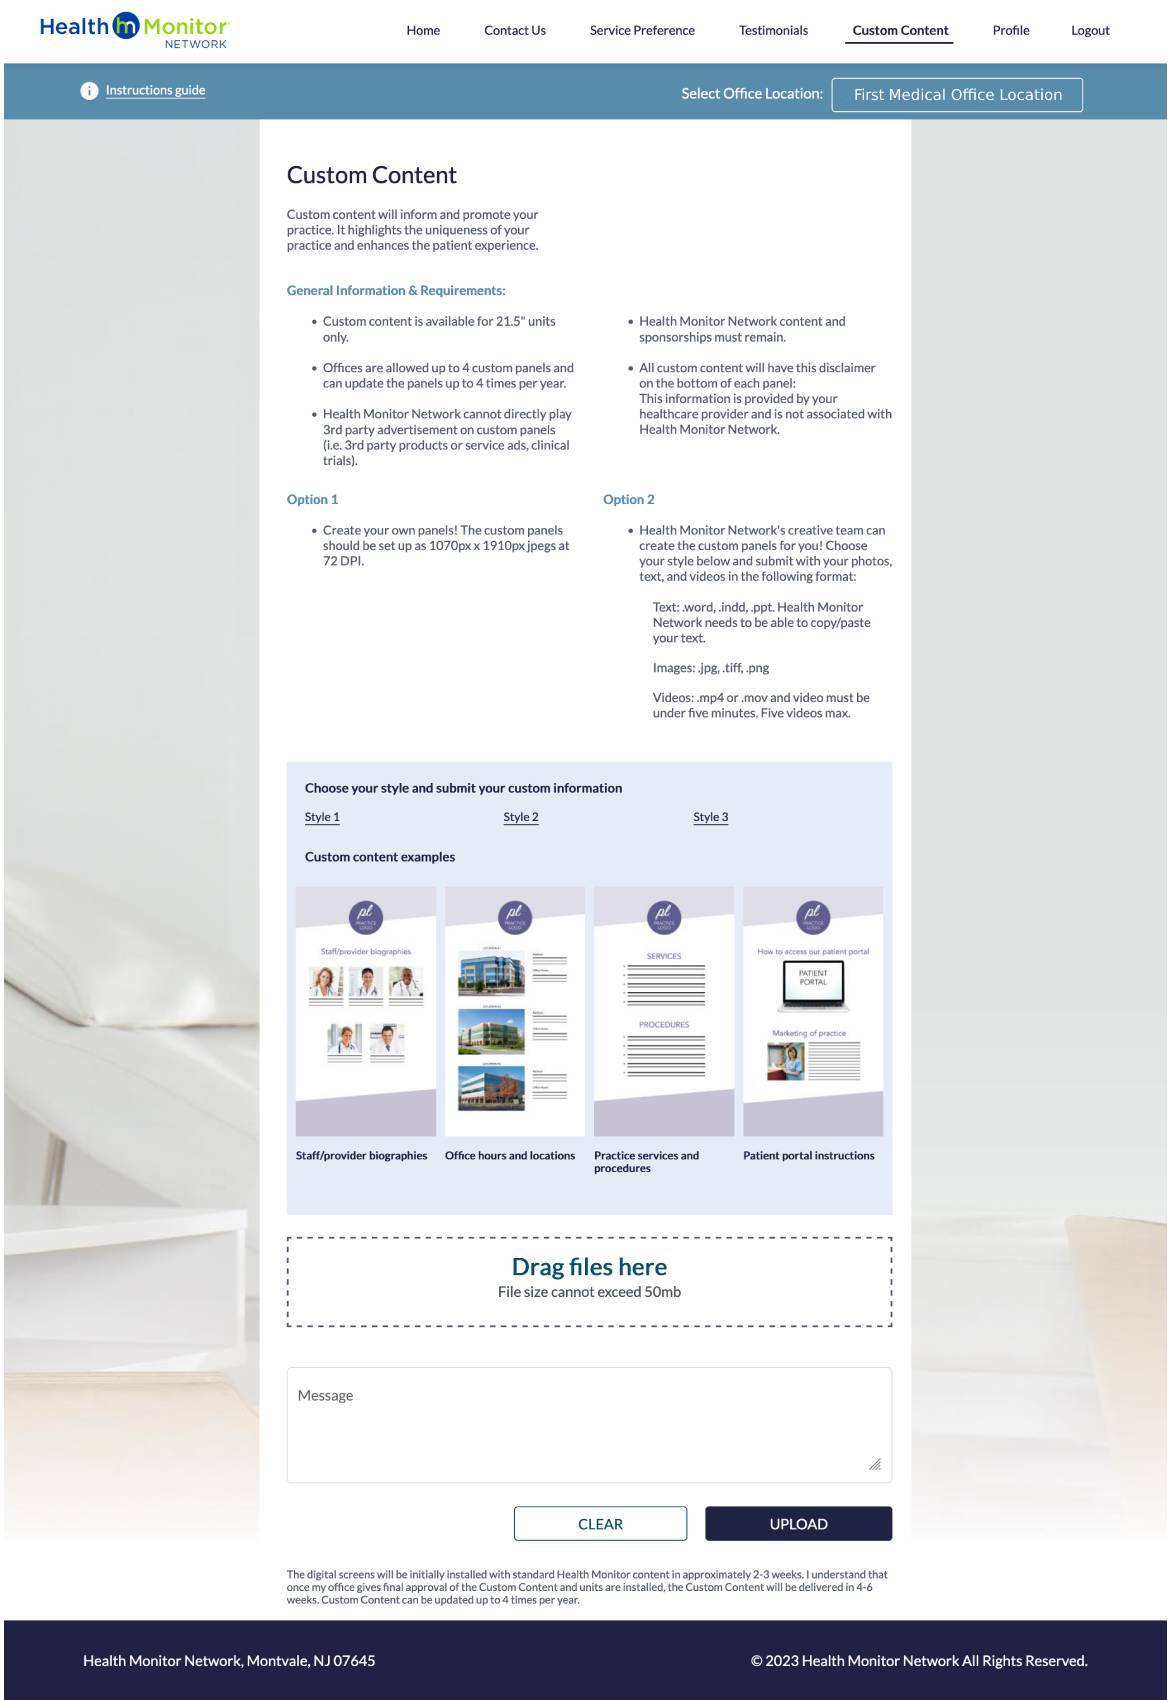 Health m Monitor
NETWORK
Home
Contact Us
Service Preference
Testimonials
Custom Content
Profile
Logout
i Instructions guide
Select Office Location:
First Medical Office Location
Custom Content
Custom content will inform and promote your
practice. It highlights the uniqueness of your
practice and enhances the patient experience.
General Information & Requirements:
• Custom content is available for 21.5" units
only.
• Offices are allowed up to 4 custom panels and
can update the panels up to 4 times per year.
• Health Monitor Network cannot directly play
3rd party advertisement on custom panels
(i.e. 3rd party products or service ads, clinical
trials).
• Health Monitor Network content and
sponsorships must remain.
• All custom content will have this disclaimer
on the bottom of each panel:
This information is provided by your
healthcare provider and is not associated with
Health Monitor Network.
Option 1
• Create your own panels! The custom panels
should be set up as 1070px x 1910px jpegs at
72 DPI.
Option 2
• Health Monitor Network's creative team can
create the custom panels for you! Choose
your style below and submit with your photos,
text, and videos in the following format:
Text: .word, .indd, .ppt. Health Monitor
Network needs to be able to copy/paste
your text.
Images: .jpg, .tiff, .png
Videos: .mp4 or .mov and video must be
under five minutes. Five videos max.
Choose your style and submit your custom information
Style 1
Style 2
Style 3
Custom content examples
pl
PRACTICE
LOGO
Staff/provider biographies
pl
PRACTICE
LOGO
pl
PRACTICE
LOGO
SERVICES
PROCEDURES
pl
PRACTICE
LOGO
How to access our patient portal
PATIENT
PORTAL
Marketing of practice
Staff/provider biographies
Office hours and locations
Practice services and
procedures
Patient portal instructions
Drag files here
File size cannot exceed 50mb
Message
CLEAR
UPLOAD
The digital screens will be initially installed with standard Health Monitor content in approximately 2-3 weeks. I understand that
once my office gives final approval of the Custom Content and units are installed, the Custom Content will be delivered in 4-6
weeks. Custom Content can be updated up to 4 times per year.
Health Monitor Network, Montvale, NJ 07645
© 2023 Health Monitor Network All Rights Reserved.